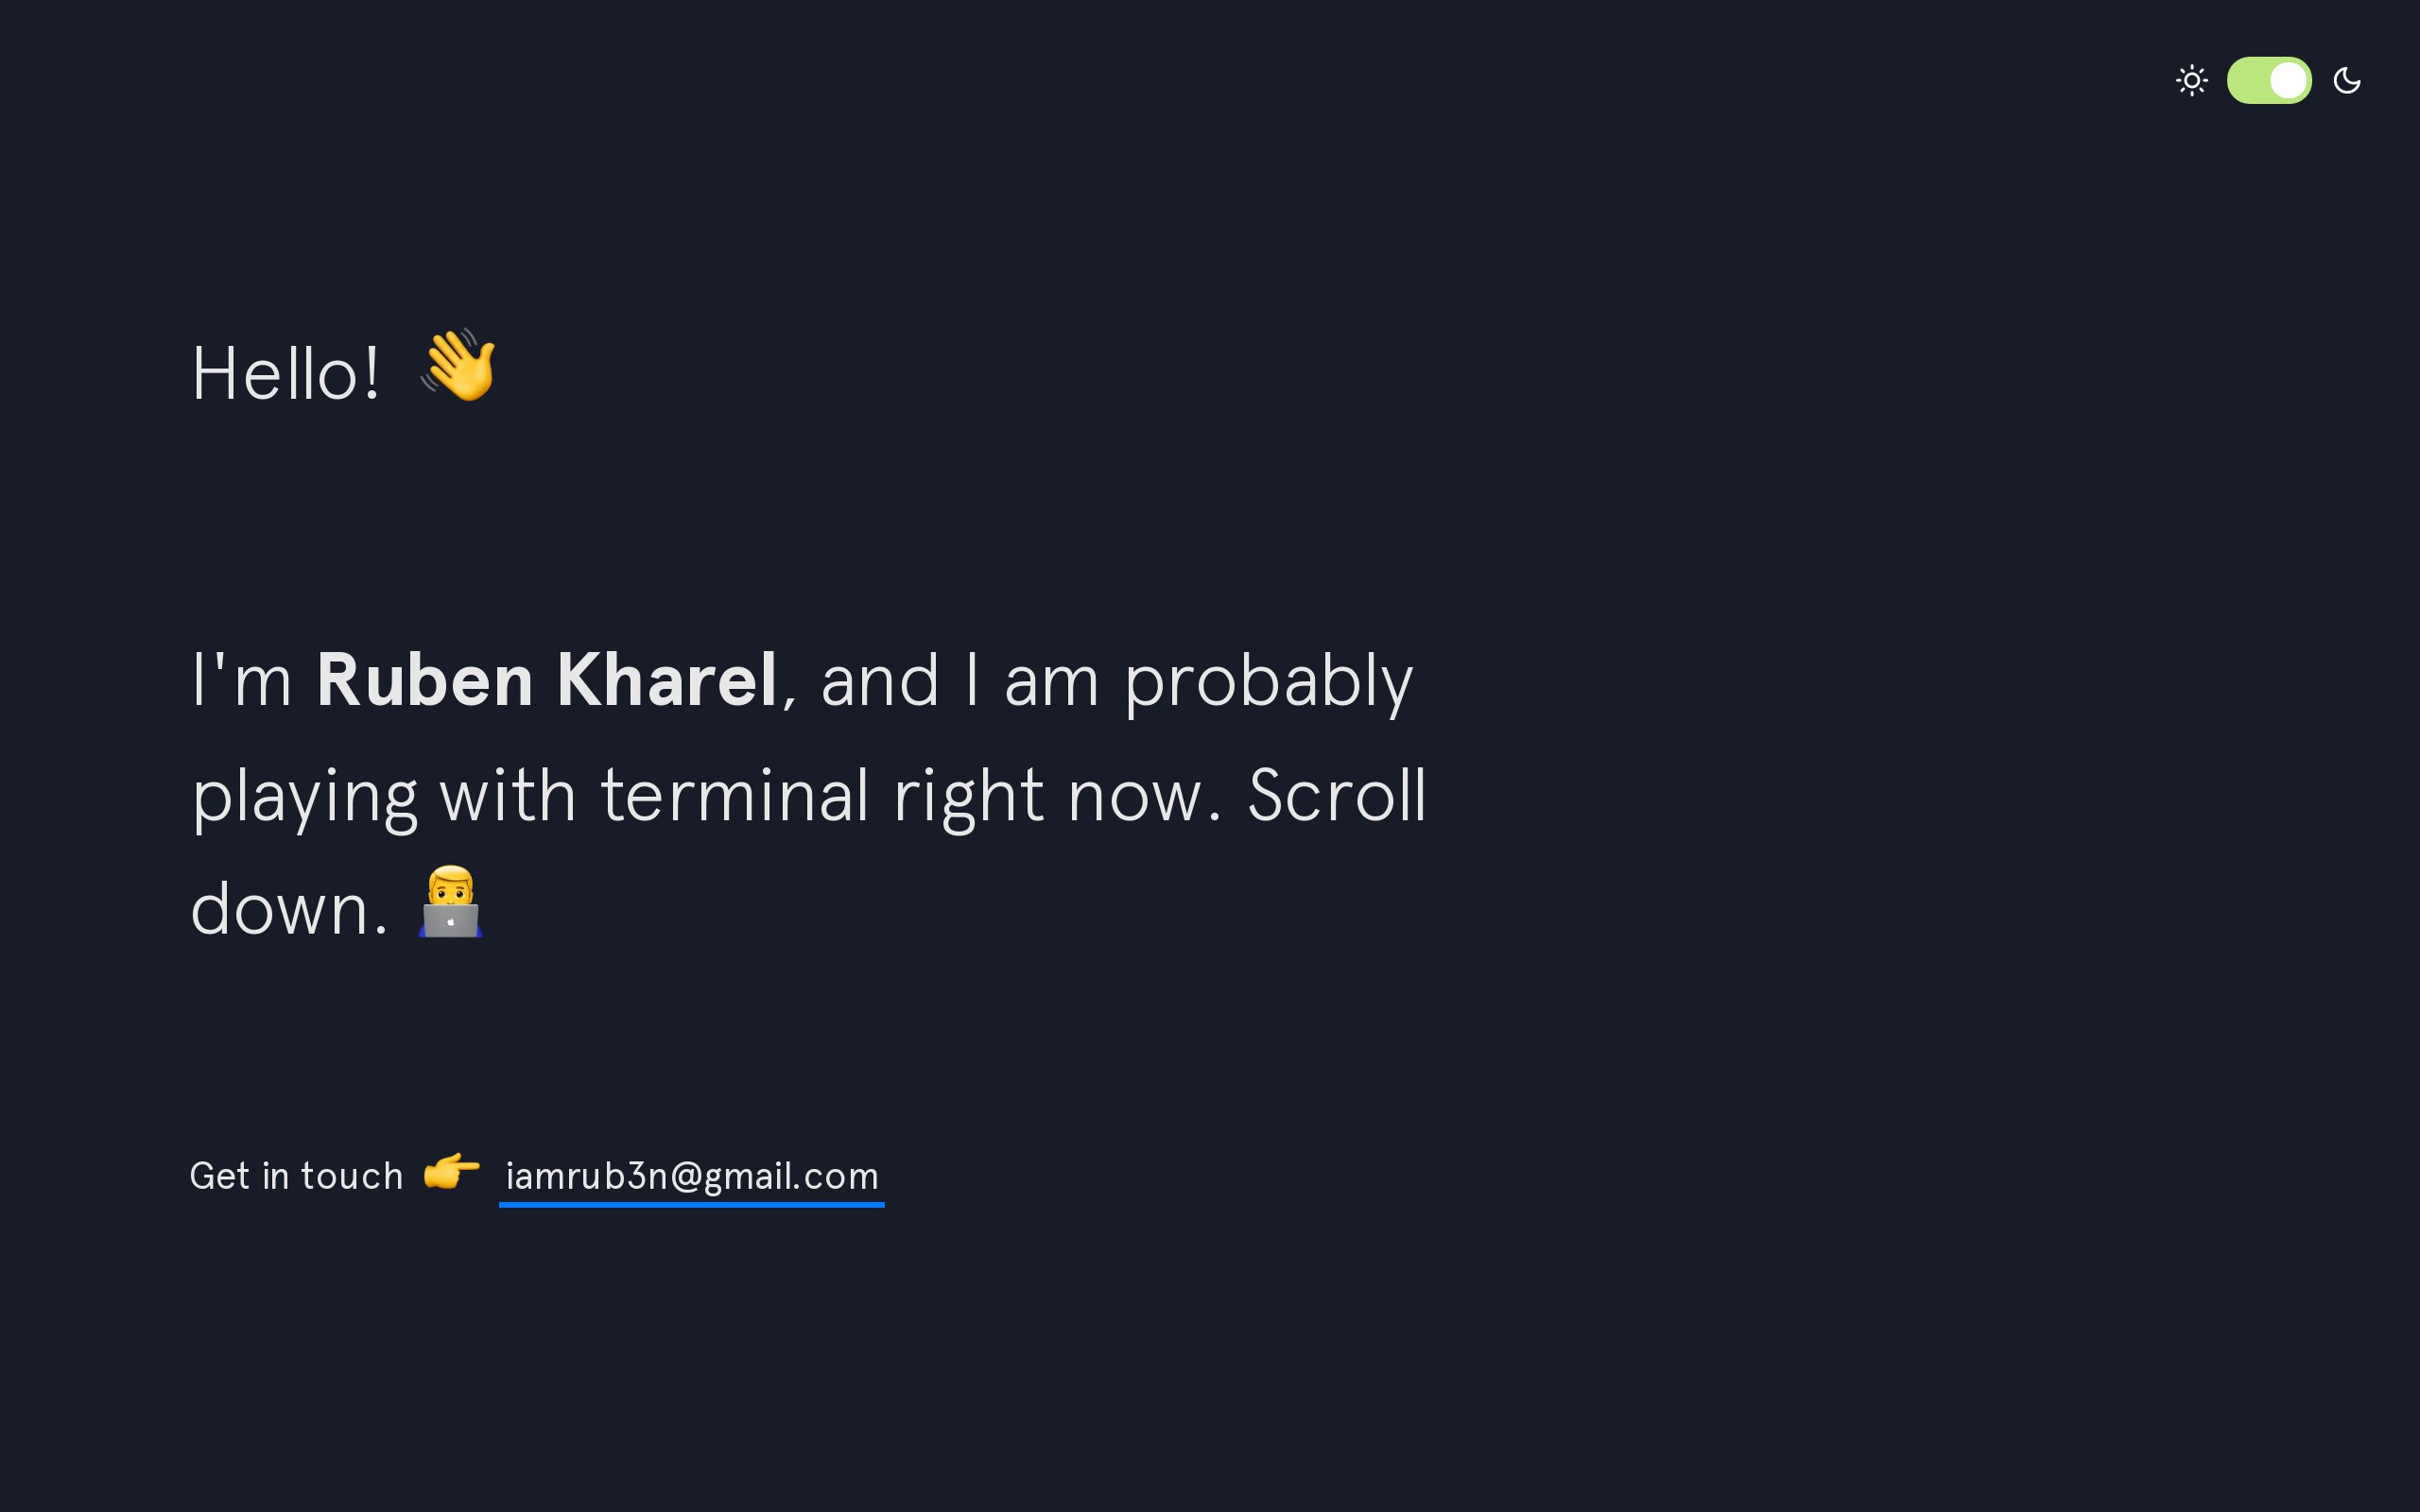 Hello! 👋
I'm Ruben Kharel, and I am probably
playing with terminal right now. Scroll
down. 👨‍💻
Get in touch 👉 iamrub3n@gmail.com